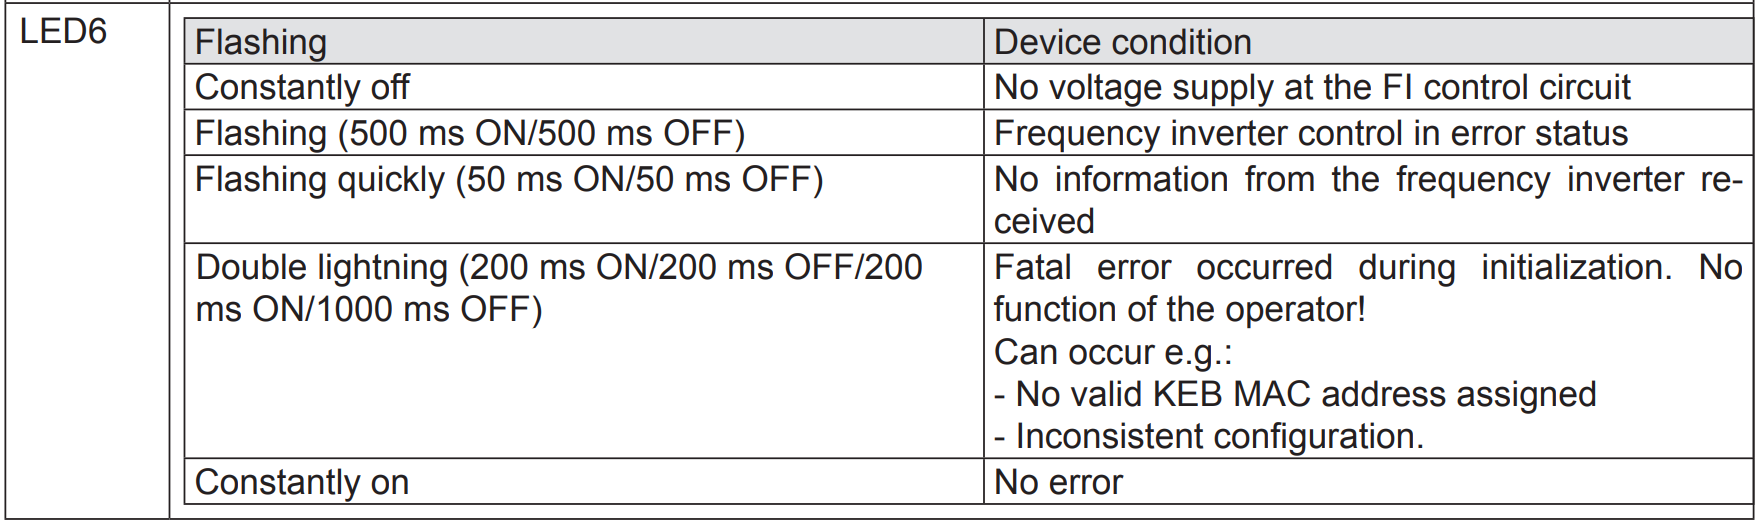 LED6
Flashing Device condition
Constantly off No voltage supply at the FI control circuit
Flashing (500 ms ON/500 ms OFF) Frequency inverter control in error status
Flashing quickly (50 ms ON/50 ms OFF) No information from the frequency inverter re-
ceived
Double lightning (200 ms ON/200 ms OFF/200 Fatal error occurred during initialization. No
ms ON/1000 ms OFF) function of the operator!
Can occur e.g.:
- No valid KEB MAC address assigned
- Inconsistent configuration.
Constantly on No error